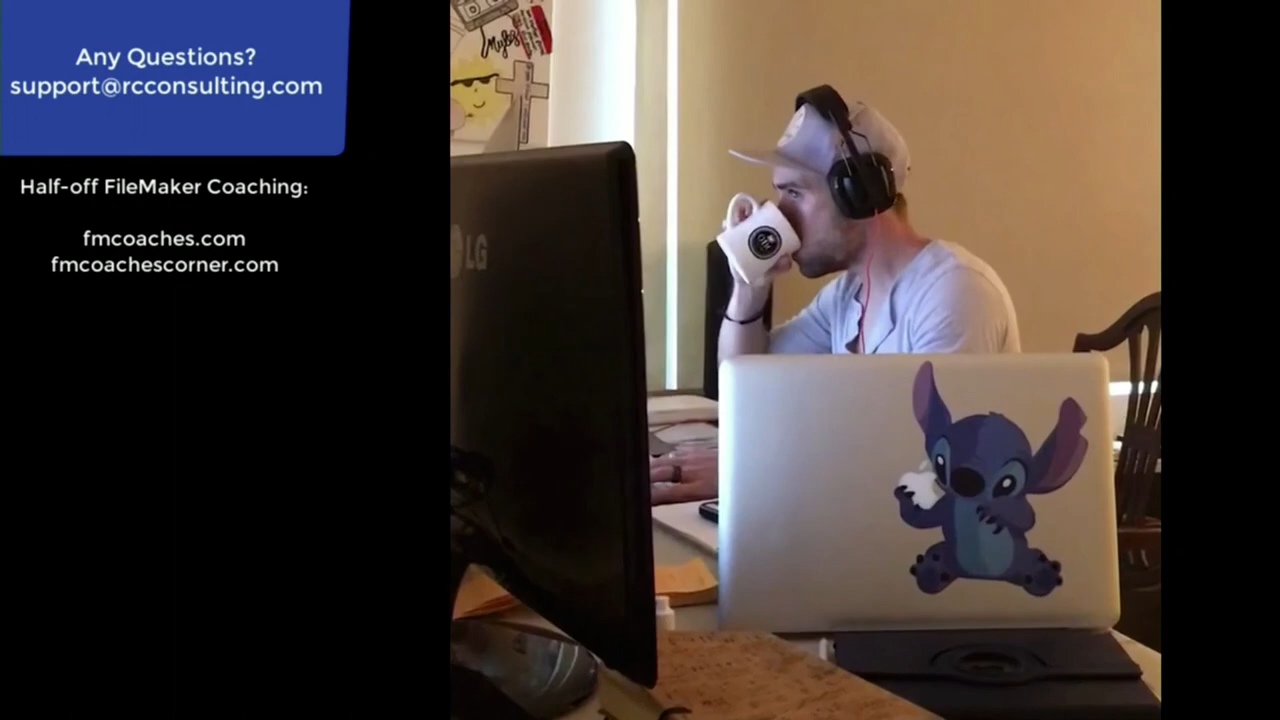 Any Questions?
support@rcconsulting.com
Half-off FileMaker Coaching:
fmcoaches.com
fmcoachescorner.com
LG